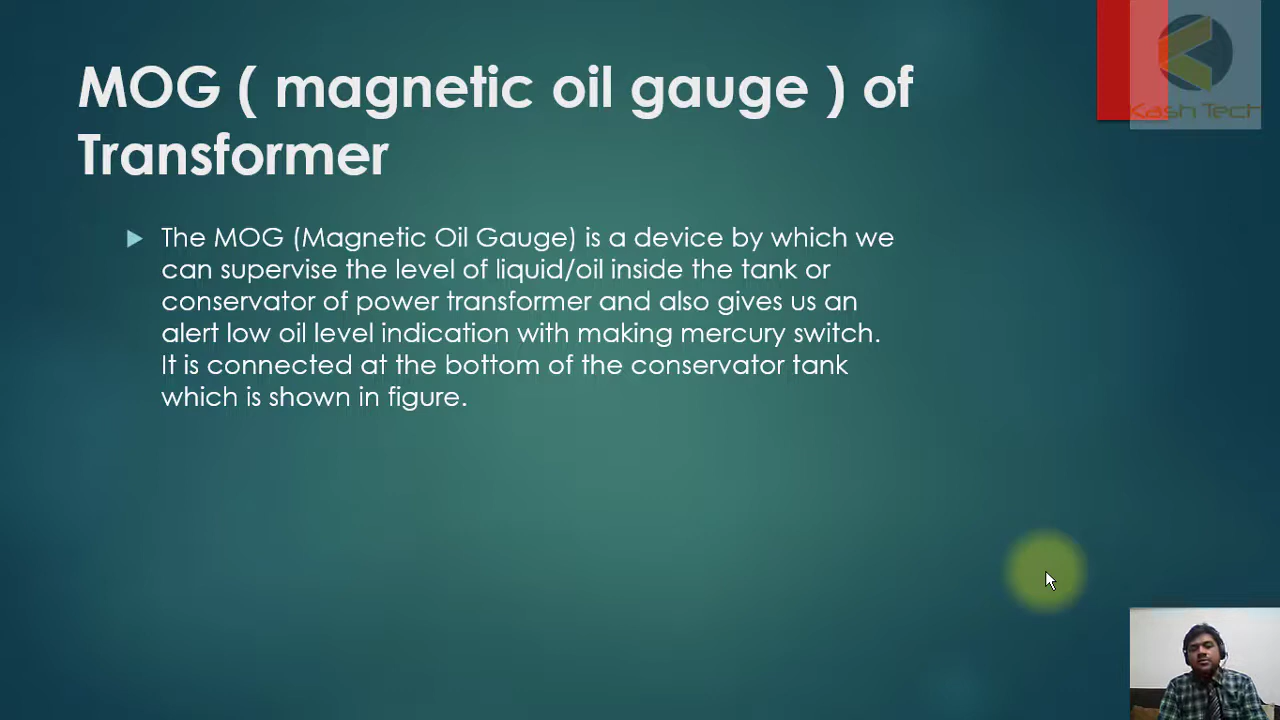 MOG ( magnetic oil gauge ) of
Transformer
Kash Tech
The MOG (Magnetic Oil Gauge) is a device by which we
can supervise the level of liquid/oil inside the tank or
conservator of power transformer and also gives us an
alert low oil level indication with making mercury switch.
It is connected at the bottom of the conservator tank
which is shown in figure.